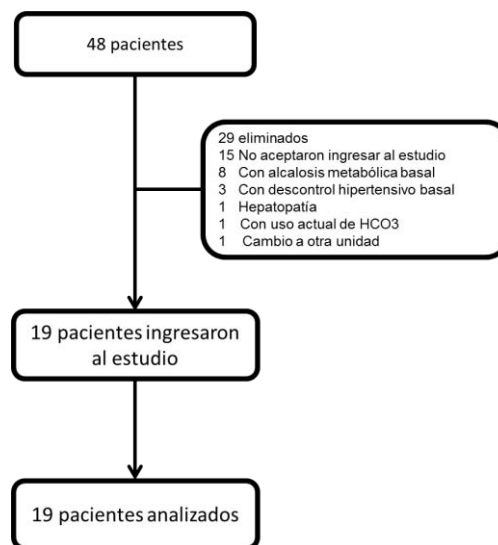 48 pacientes
29 eliminados
15 No aceptaron ingresar al estudio
8 Con alcalosis metabólica basal
3 Con descontrol hipertensivo basal
1 Hepatopatía
1 Con uso actual de HCO3
1 Cambio a otra unidad
19 pacientes ingresaron
al estudio
19 pacientes analizados